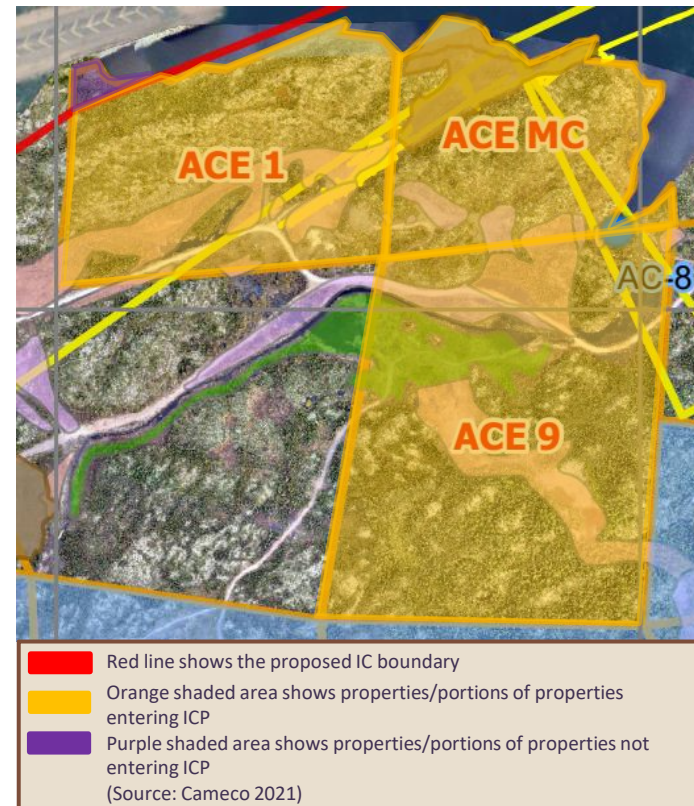 ACE 1
ACE MC
AC-8
ACE 9
Red line shows the proposed IC boundary
Orange shaded area shows properties/portions of properties
entering ICP
Purple shaded area shows properties/portions of properties not
entering ICP
(Source: Cameco 2021)